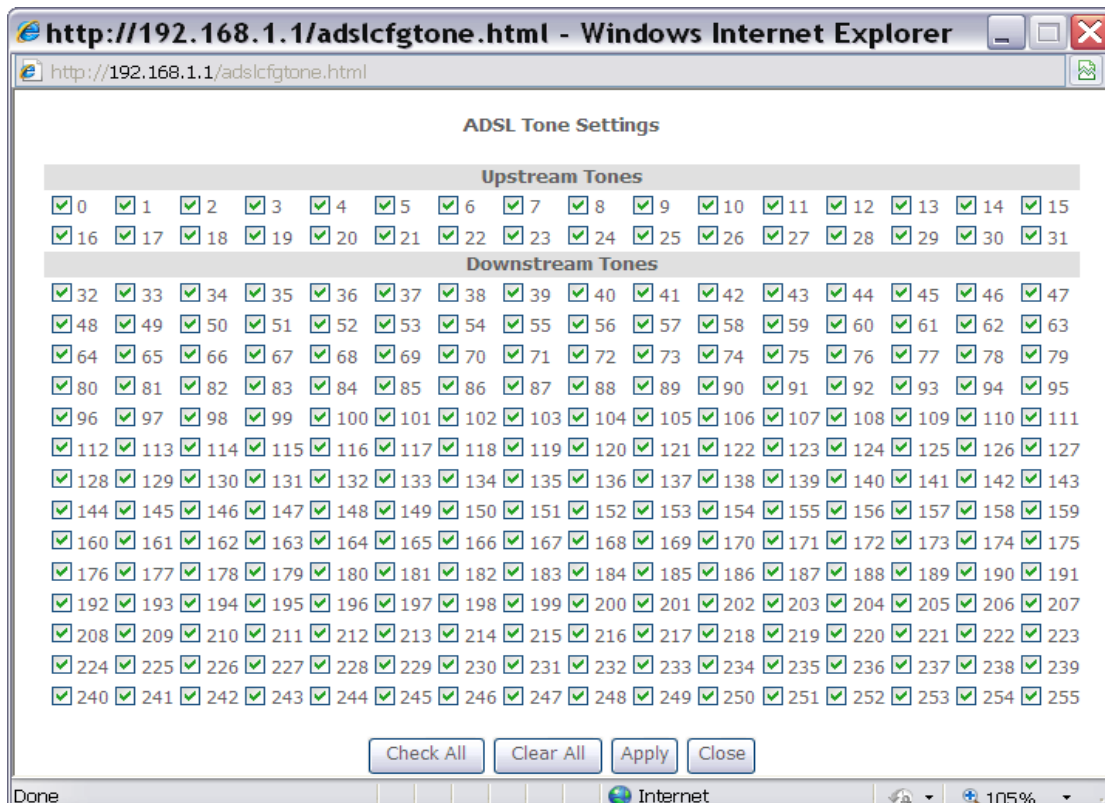 http://192.168.1.1/adslcfgtone.html - Windows Internet Explorer
http://192.168.1.1/adslcfgtone.html
ADSL Tone Settings
Upstream Tones
0 1 2 3 4 5 6 7 8 9 10 11 12 13 14 15
16 17 18 19 20 21 22 23 24 25 26 27 28 29 30 31
Downstream Tones
32 33 34 35 36 37 38 39 40 41 42 43 44 45 46 47
48 49 50 51 52 53 54 55 56 57 58 59 60 61 62 63
64 65 66 67 68 69 70 71 72 73 74 75 76 77 78 79
80 81 82 83 84 85 86 87 88 89 90 91 92 93 94 95
96 97 98 99 100 101 102 103 104 105 106 107 108 109 110 111
112 113 114 115 116 117 118 119 120 121 122 123 124 125 126 127
128 129 130 131 132 133 134 135 136 137 138 139 140 141 142 143
144 145 146 147 148 149 150 151 152 153 154 155 156 157 158 159
160 161 162 163 164 165 166 167 168 169 170 171 172 173 174 175
176 177 178 179 180 181 182 183 184 185 186 187 188 189 190 191
192 193 194 195 196 197 198 199 200 201 202 203 204 205 206 207
208 209 210 211 212 213 214 215 216 217 218 219 220 221 222 223
224 225 226 227 228 229 230 231 232 233 234 235 236 237 238 239
240 241 242 243 244 245 246 247 248 249 250 251 252 253 254 255
Check All Clear All Apply Close
Done Internet 105%